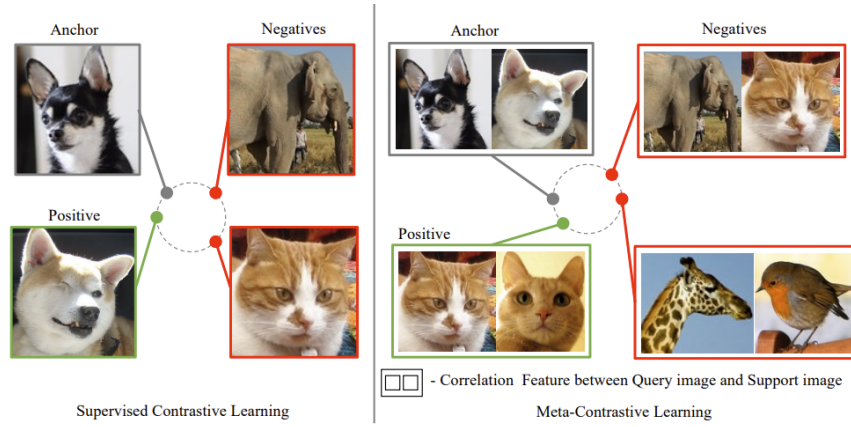 Anchor
Negatives
Positive
Supervised Contrastive Learning
Anchor
Negatives
Positive
- Correlation Feature between Query image and Support image
Meta-Contrastive Learning